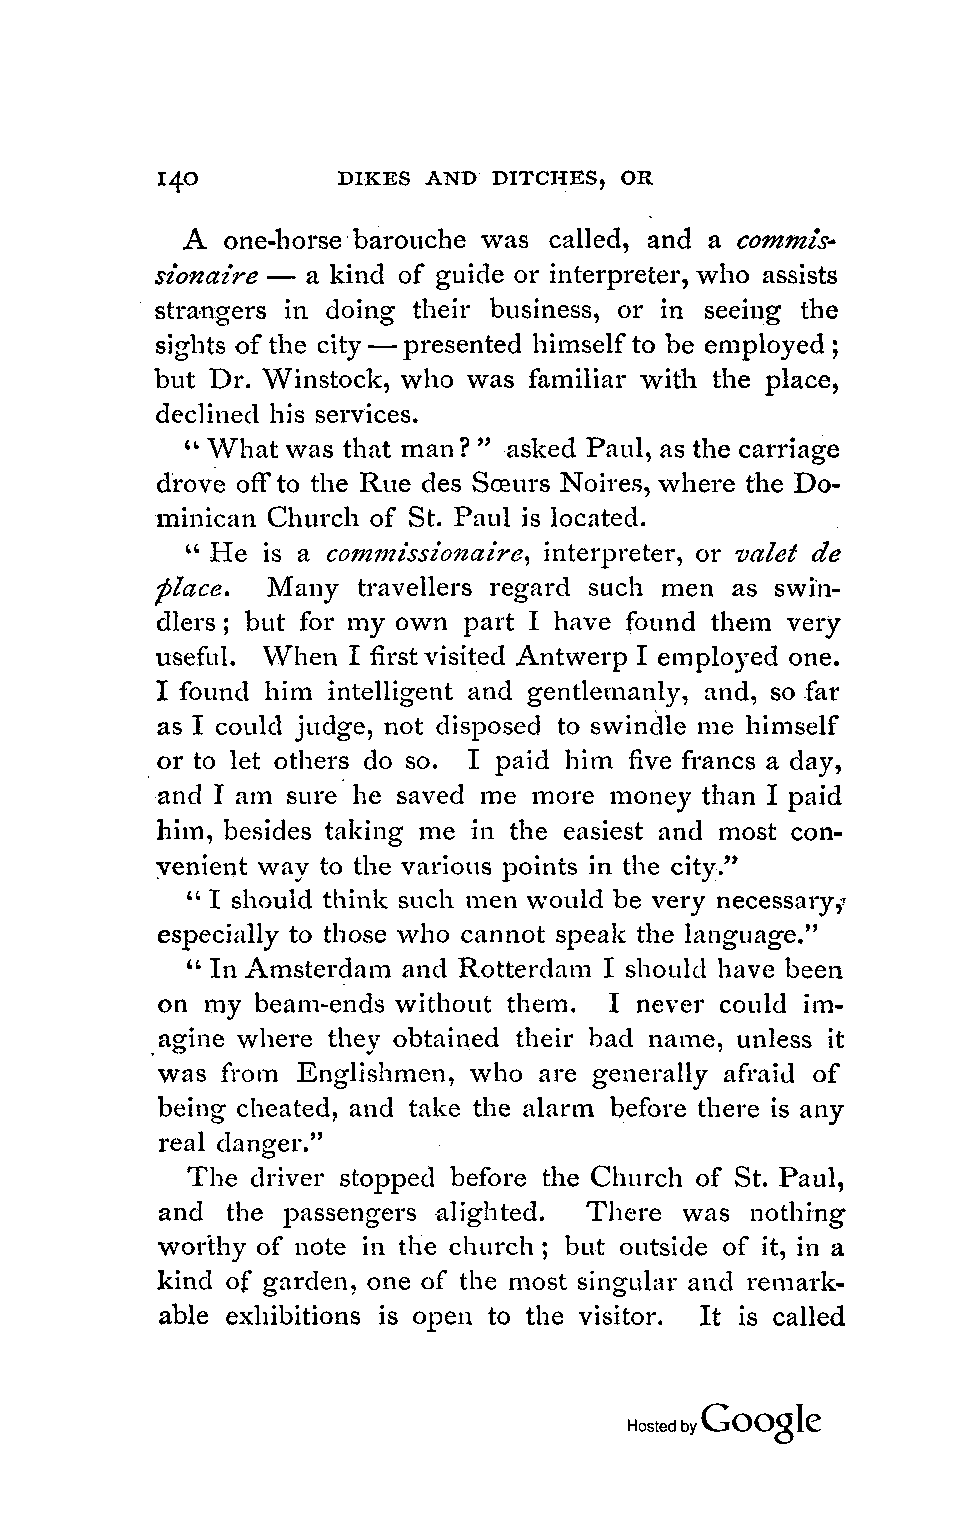 140 DIKES AND DITCHES, OR
A one-horse barouche was called, and a commis-
sionaire — a kind of guide or interpreter, who assists
strangers in doing their business, or in seeing the
sights of the city — presented himself to be employed ;
but Dr. Winstock, who was familiar with the place,
declined his services.
“ What was that man ? ” asked Paul, as the carriage
drove off to the Rue des Sœurs Noires, where the Do-
minican Church of St. Paul is located.
“ He is a commissionaire, interpreter, or valet de
place. Many travellers regard such men as swin-
dlers ; but for my own part I have found them very
useful. When I first visited Antwerp I employed one.
I found him intelligent and gentlemanly, and, so far
as I could judge, not disposed to swindle me himself
or to let others do so. I paid him five francs a day,
and I am sure he saved me more money than I paid
him, besides taking me in the easiest and most con-
venient way to the various points in the city.”
“ I should think such men would be very necessary,
especially to those who cannot speak the language.”
“ In Amsterdam and Rotterdam I should have been
on my beam-ends without them. I never could im-
agine where they obtained their bad name, unless it
was from Englishmen, who are generally afraid of
being cheated, and take the alarm before there is any
real danger.”
The driver stopped before the Church of St. Paul,
and the passengers alighted. There was nothing
worthy of note in the church ; but outside of it, in a
kind of garden, one of the most singular and remark-
able exhibitions is open to the visitor. It is called
Hosted by Google